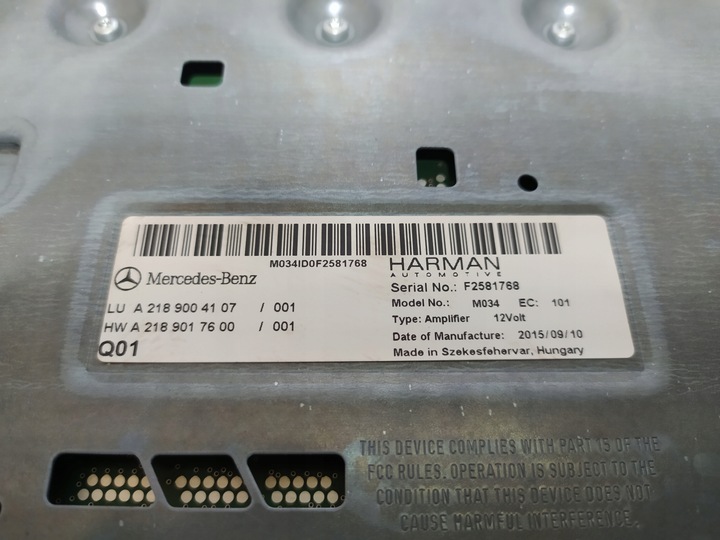 M034ID0F2581768
HARMAN
AUTOMOTIVE
Mercedes-Benz
Serial No.: F2581768
LU A 218 900 41 07 / 001
Model No.: M034 EC: 101
HW A 218 901 76 00 / 001
Type: Amplifier 12Volt
Q01
Date of Manufacture: 2015/09/10
Made in Szekesfehervar, Hungary
THIS DEVICE COMPLIES WITH PART 15 OF THE
FCC RULES. OPERATION IS SUBJECT TO THE
CONDITION THAT THIS DEVICE DOES NOT
CAUSE HARMFUL INTERFERENCE.